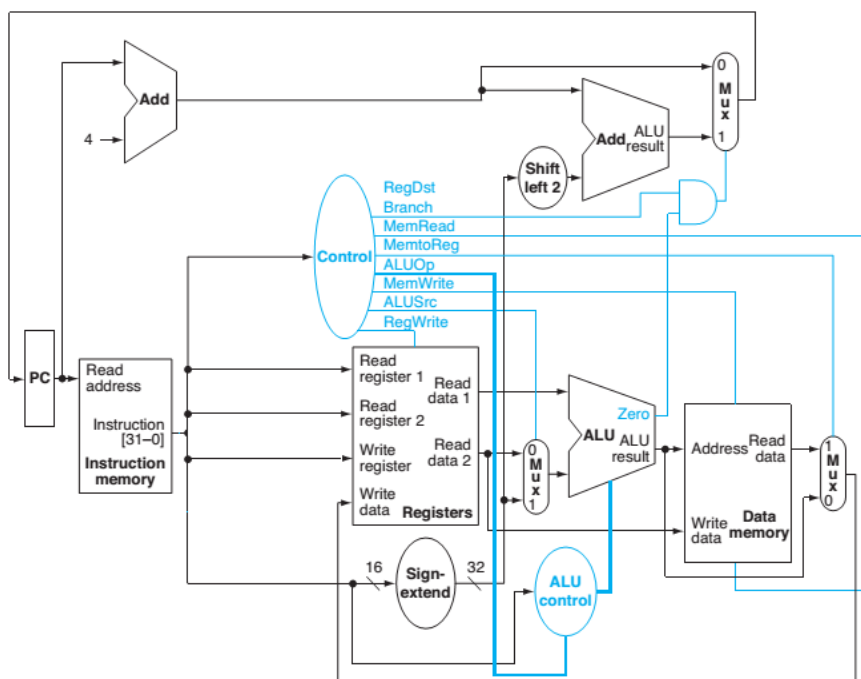 Add
4
0
Mux
1
Add
ALU
result
Shift
left 2
RegDst
Branch
MemRead
MemtoReg
ALUOp
MemWrite
ALUSrc
RegWrite
Control
PC
Read
address
Instruction
[31–0]
Instruction
memory
Read
register 1
Read
register 2
Write
register
Write
data
Read
data 1
Read
data 2
Registers
0
Mux
1
Zero
ALU
ALU
result
Address
Read
data
Write
data
Data
memory
1
Mux
0
16
Sign-
extend
32
ALU
control